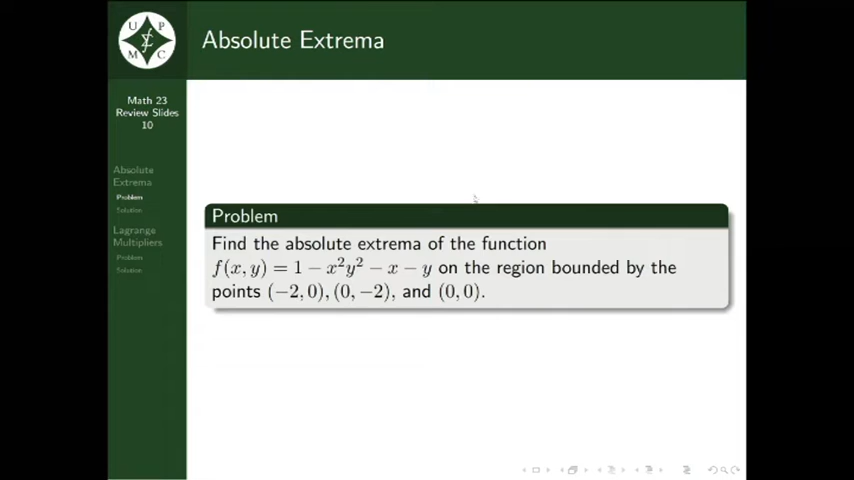 U P
M C
Absolute Extrema
Math 23
Review Slides
10
Absolute
Extrema
Problem
Solution
Lagrange
Multipliers
Problem
Solution
Problem
Find the absolute extrema of the function
f(x, y) = 1 − x²y² − x − y on the region bounded by the
points (−2, 0), (0, −2), and (0, 0).